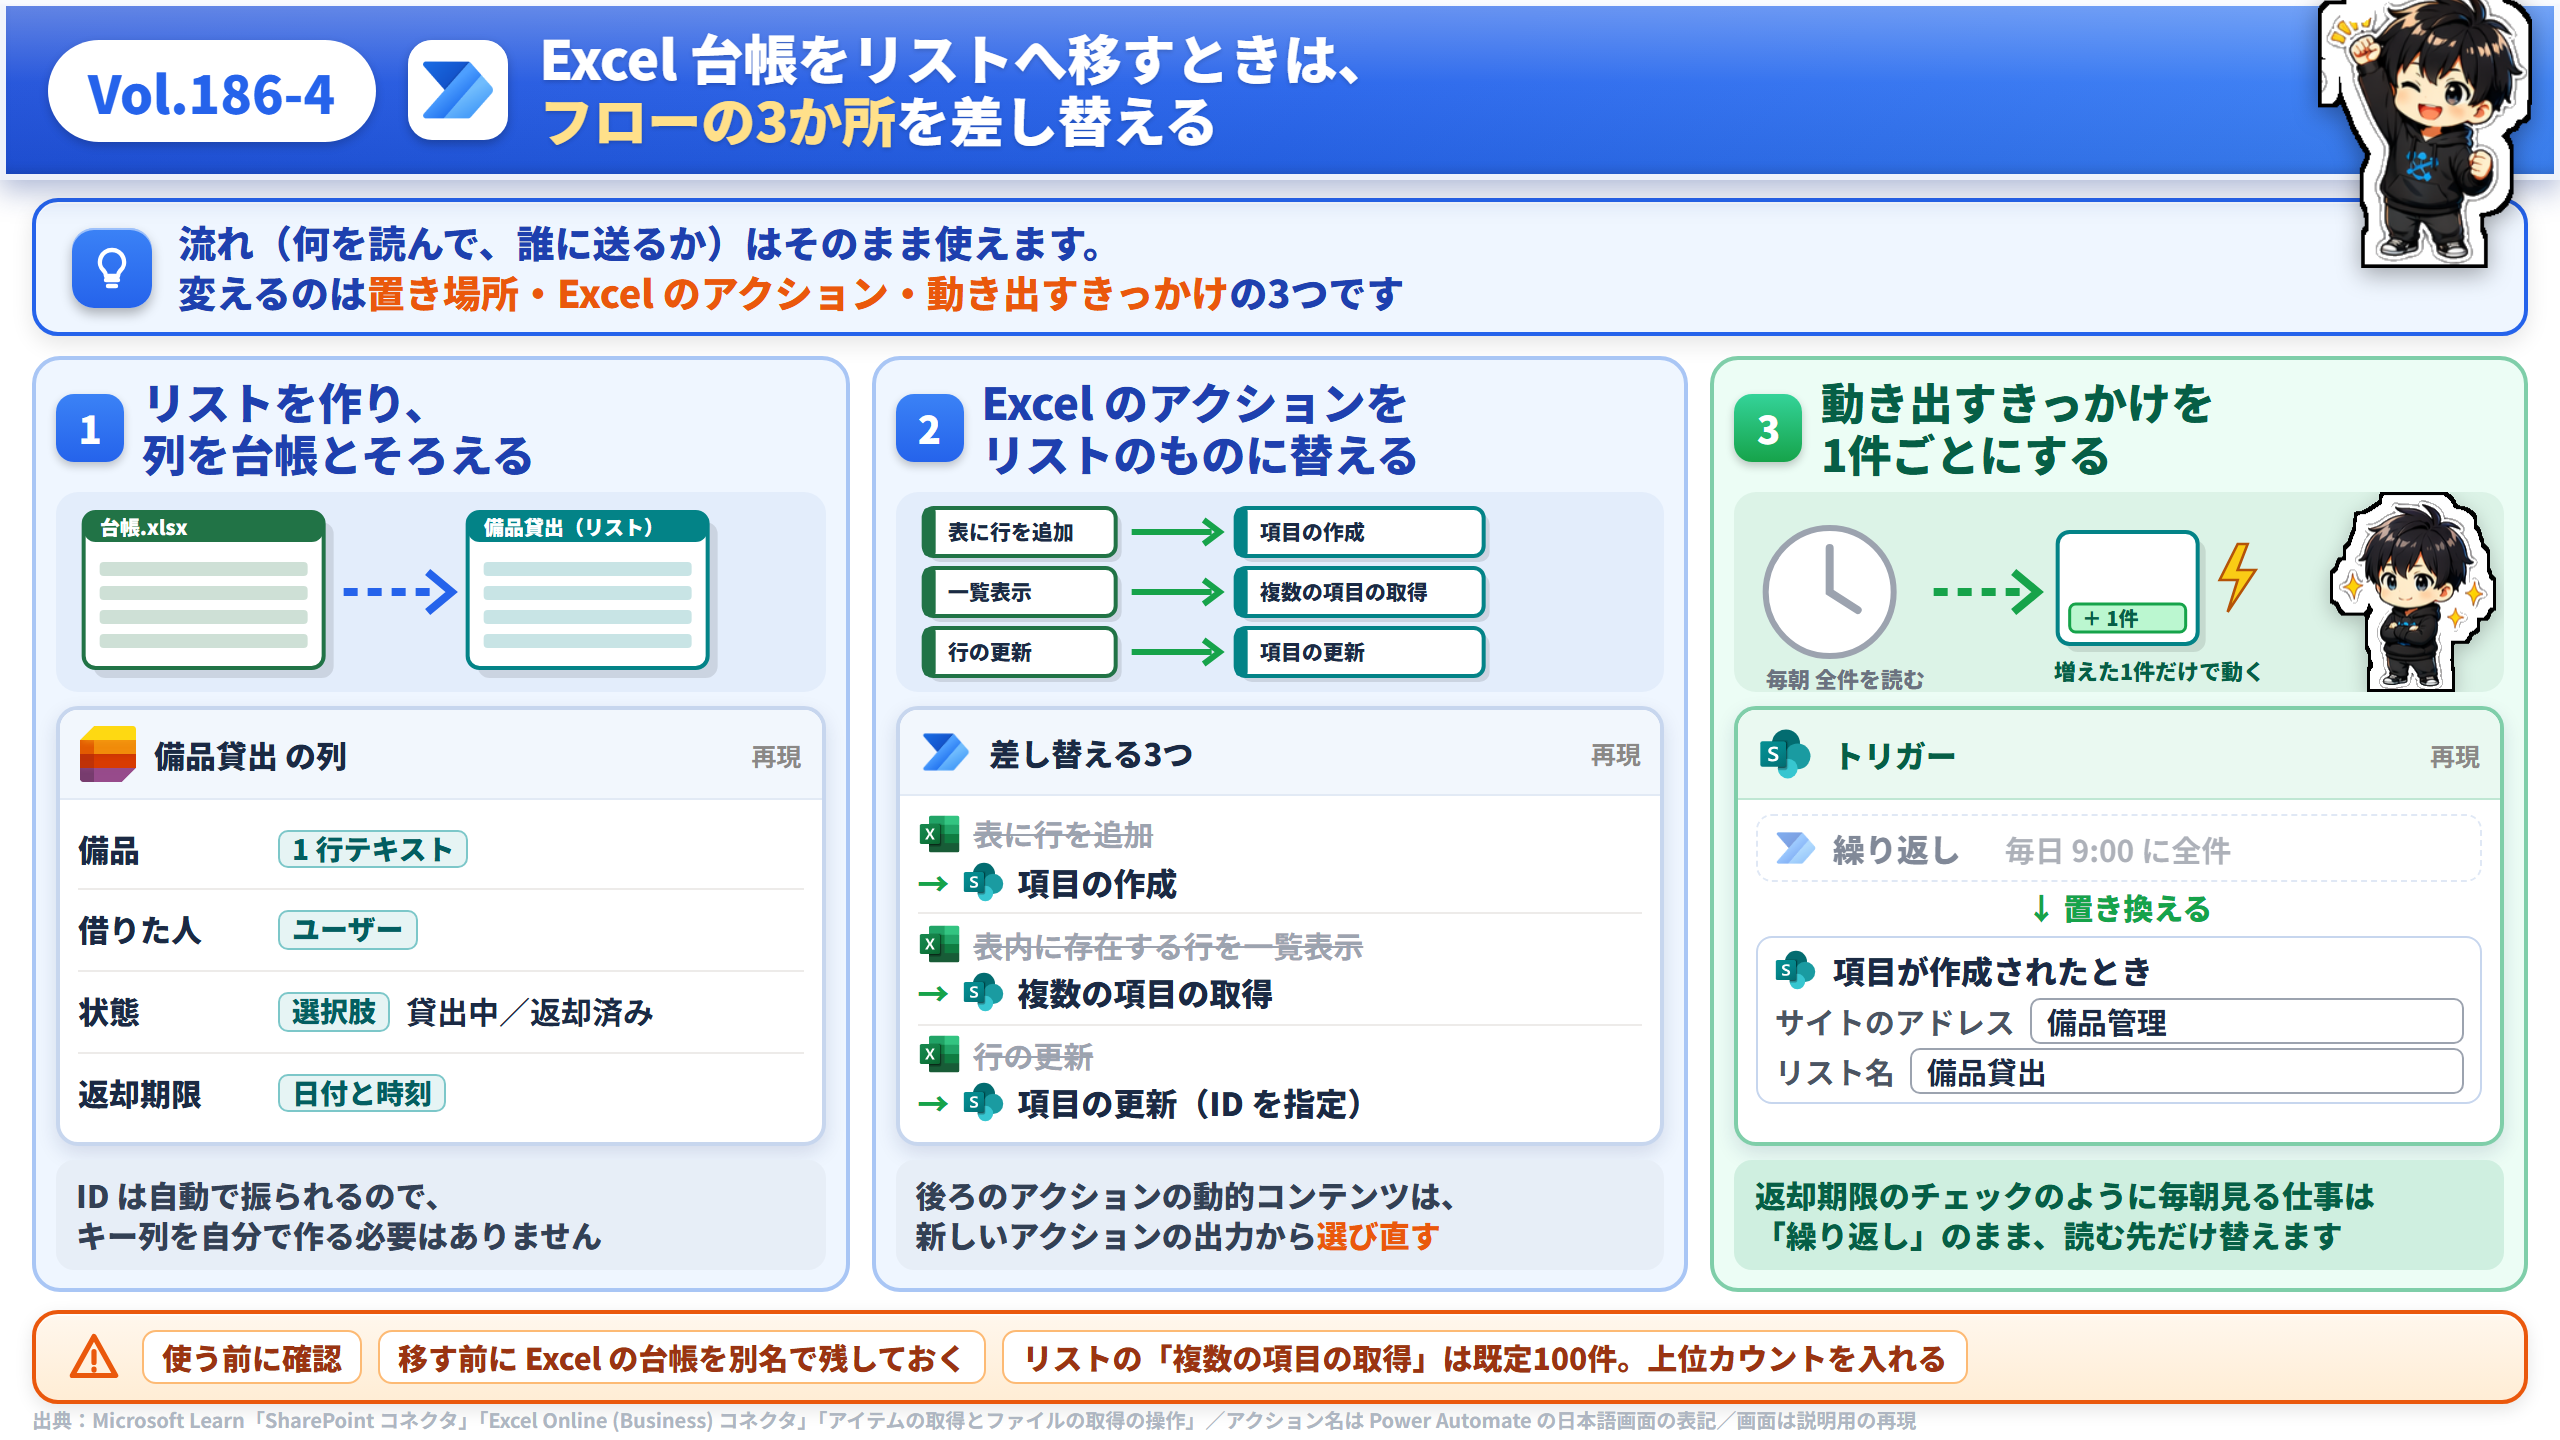 Vol.186-4
Excel 台帳をリストへ移すときは、
フローの3か所を差し替える
流れ（何を読んで、誰に送るか）はそのまま使えます。
変えるのは置き場所・Excel のアクション・動き出すきっかけの3つです
1
リストを作り、
列を台帳とそろえる
台帳.xlsx
備品貸出（リスト）
備品貸出 の列
再現
備品
1 行テキスト
借りた人
ユーザー
状態
選択肢
貸出中／返却済み
返却期限
日付と時刻
ID は自動で振られるので、
キー列を自分で作る必要はありません
2
Excel のアクションを
リストのものに替える
表に行を追加
項目の作成
一覧表示
複数の項目の取得
行の更新
項目の更新
差し替える3つ
再現
表に行を追加
→ 項目の作成
表内に存在する行を一覧表示
→ 複数の項目の取得
行の更新
→ 項目の更新（ID を指定）
後ろのアクションの動的コンテンツは、
新しいアクションの出力から選び直す
3
動き出すきっかけを
1件ごとにする
毎朝 全件を読む
＋ 1件
増えた1件だけで動く
トリガー
再現
繰り返し 毎日 9:00 に全件
↓ 置き換える
項目が作成されたとき
サイトのアドレス 備品管理
リスト名 備品貸出
返却期限のチェックのように毎朝見る仕事は
「繰り返し」のまま、読む先だけ替えます
使う前に確認
移す前に Excel の台帳を別名で残しておく
リストの「複数の項目の取得」は既定100件。上位カウントを入れる
出典：Microsoft Learn「SharePoint コネクタ」「Excel Online (Business) コネクタ」「アイテムの取得とファイルの取得の操作」／アクション名は Power Automate の日本語画面の表記／画面は説明用の再現